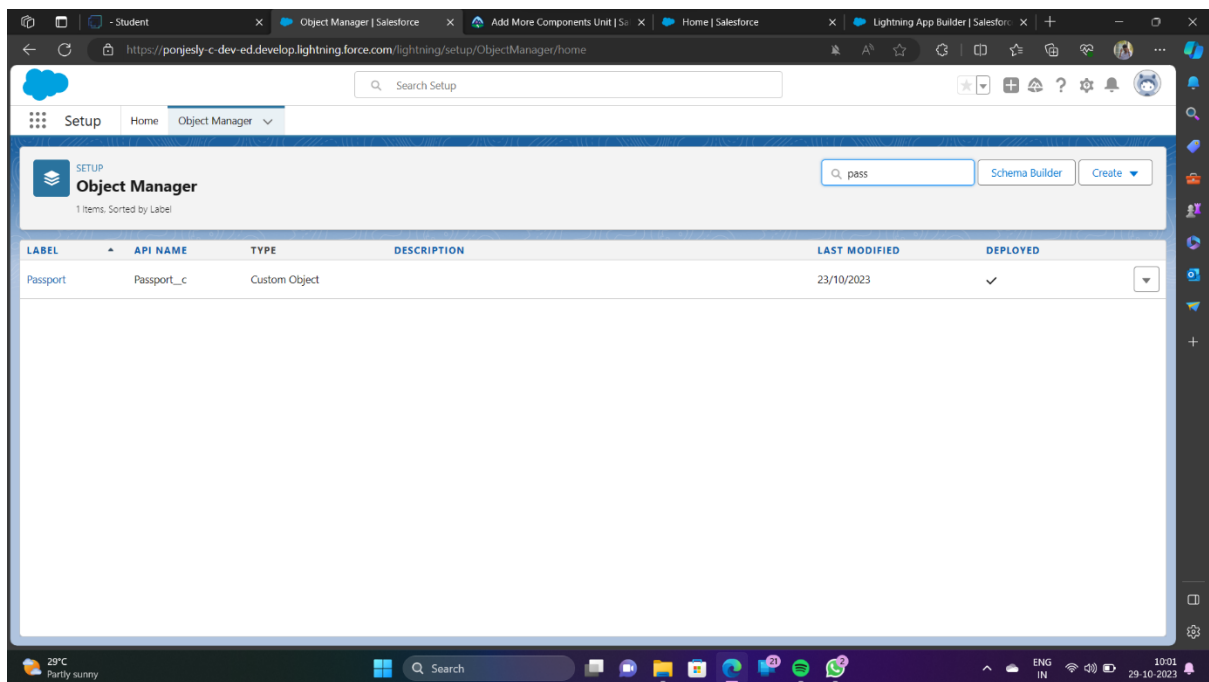 - Student
Object Manager | Salesforce
Add More Components Unit | Sa
Home | Salesforce
Lightning App Builder | Salesforc
https://ponjesly-c-dev-ed.develop.lightning.force.com/lightning/setup/ObjectManager/home
Search Setup
Setup Home Object Manager
SETUP
Object Manager
1 Items, Sorted by Label
pass
Schema Builder
Create
LABEL API NAME TYPE DESCRIPTION LAST MODIFIED DEPLOYED
Passport Passport__c Custom Object 23/10/2023
29°C
Partly sunny
Search
21
2
ENG
IN
10:01
29-10-2023